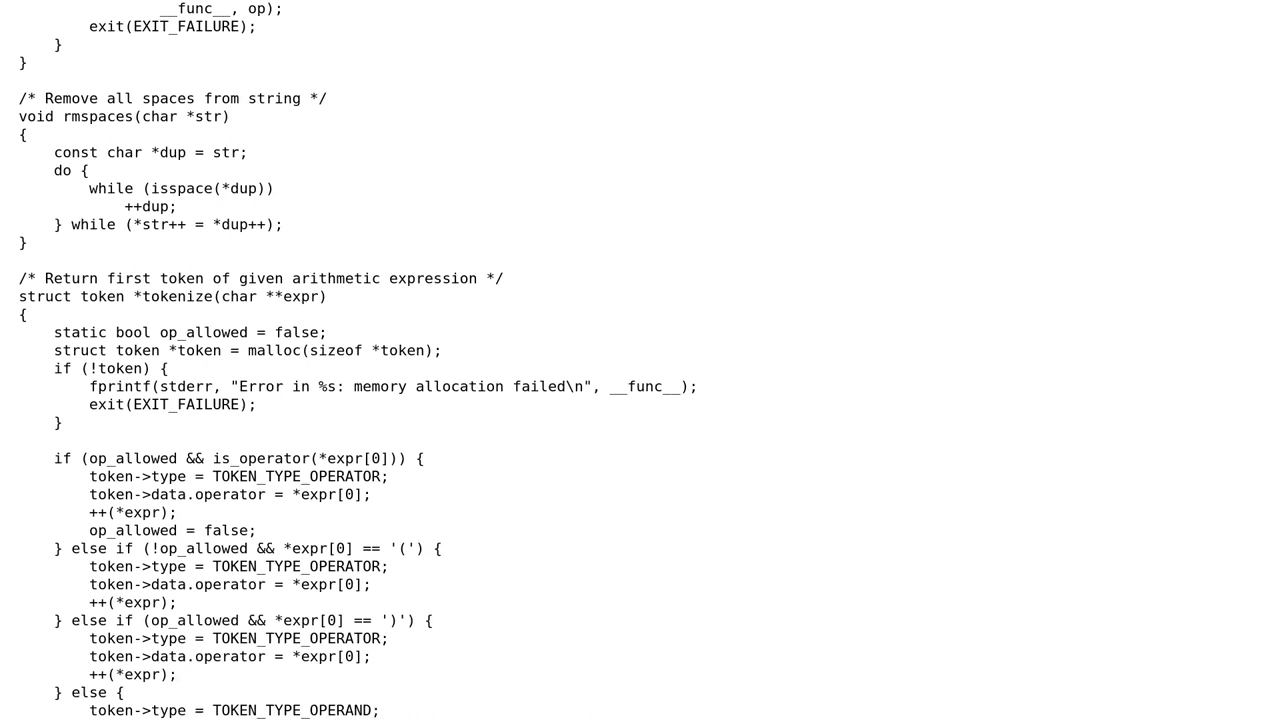 __func__, op);
        exit(EXIT_FAILURE);
    }
}

/* Remove all spaces from string */
void rmspaces(char *str)
{
    const char *dup = str;
    do {
        while (isspace(*dup))
            ++dup;
    } while (*str++ = *dup++);
}

/* Return first token of given arithmetic expression */
struct token *tokenize(char **expr)
{
    static bool op_allowed = false;
    struct token *token = malloc(sizeof *token);
    if (!token) {
        fprintf(stderr, "Error in %s: memory allocation failed\n", __func__);
        exit(EXIT_FAILURE);
    }

    if (op_allowed && is_operator(*expr[0])) {
        token->type = TOKEN_TYPE_OPERATOR;
        token->data.operator = *expr[0];
        ++(*expr);
        op_allowed = false;
    } else if (!op_allowed && *expr[0] == '(') {
        token->type = TOKEN_TYPE_OPERATOR;
        token->data.operator = *expr[0];
        ++(*expr);
    } else if (op_allowed && *expr[0] == ')') {
        token->type = TOKEN_TYPE_OPERATOR;
        token->data.operator = *expr[0];
        ++(*expr);
    } else {
        token->type = TOKEN_TYPE_OPERAND;